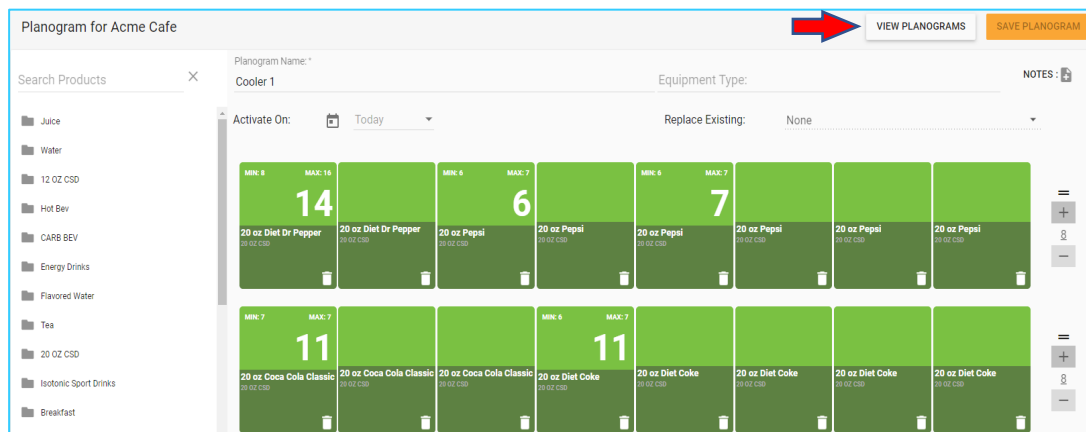 Planogram for Acme Cafe
VIEW PLANOGRAMS
SAVE PLANOGRAM
Search Products
Juice
Water
12 OZ CSD
Hot Bev
CARB BEV
Energy Drinks
Flavored Water
Tea
20 OZ CSD
Isotonic Sport Drinks
Breakfast
Planogram Name: *
Cooler 1
Equipment Type:
NOTES :
Activate On:
Today
Replace Existing:
None
MIN: 8 MAX: 16
14
20 oz Diet Dr Pepper
20 OZ CSD
20 oz Diet Dr Pepper
20 OZ CSD
MIN: 6 MAX: 7
6
20 oz Pepsi
20 OZ CSD
20 oz Pepsi
20 OZ CSD
MIN: 6 MAX: 7
7
20 oz Pepsi
20 OZ CSD
20 oz Pepsi
20 OZ CSD
20 oz Pepsi
20 OZ CSD
20 oz Pepsi
20 OZ CSD
8
MIN: 7 MAX: 7
11
20 oz Coca Cola Classic
20 OZ CSD
20 oz Coca Cola Classic
20 OZ CSD
20 oz Coca Cola Classic
20 OZ CSD
MIN: 6 MAX: 7
11
20 oz Diet Coke
20 OZ CSD
20 oz Diet Coke
20 OZ CSD
20 oz Diet Coke
20 OZ CSD
20 oz Diet Coke
20 OZ CSD
20 oz Diet Coke
20 OZ CSD
8